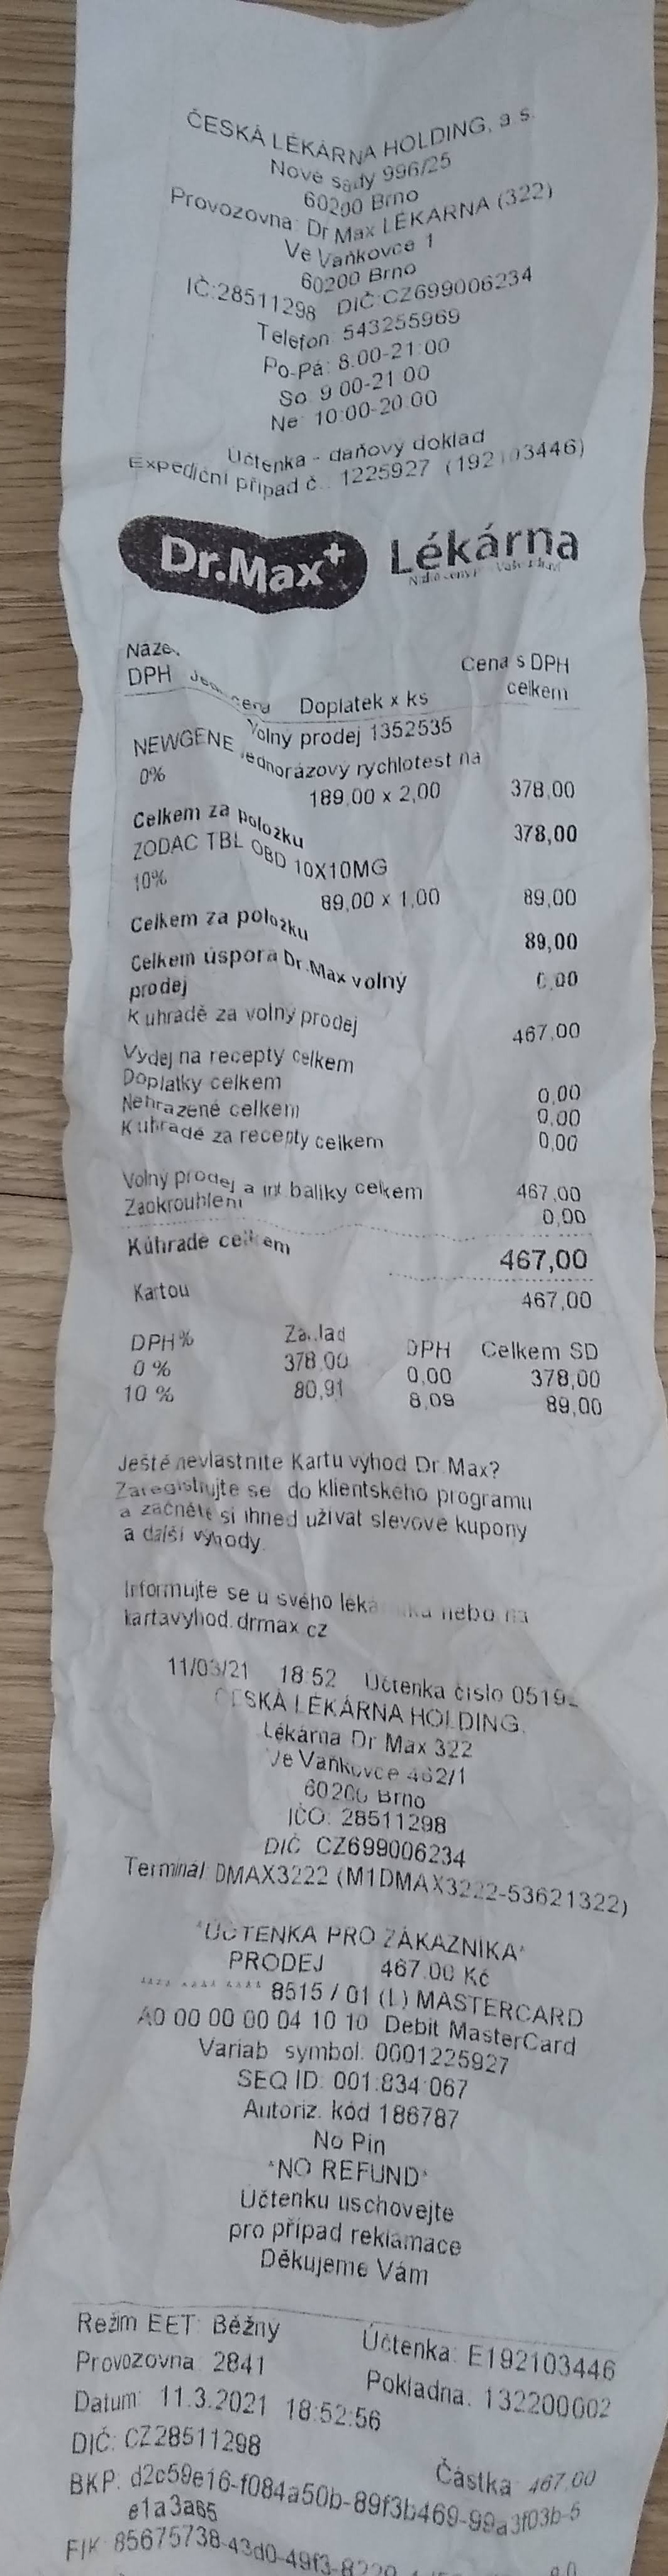 ČESKÁ LÉKÁRNA HOLDING, a.s.
Nové sady 996/25
60200 Brno
Provozovna: Dr.Max LÉKÁRNA (322)
Ve Vaňkovce 1
60200 Brno
IČ:28511298 DIČ:CZ699006234
Telefon: 543255969
Po-Pá: 8:00-21:00
So: 9:00-21:00
Ne: 10:00-20:00
Účtenka - daňový doklad
Expediční případ č.: 1225927 (192103446)
Dr.Max+ Lékárna
Název Cena s DPH
DPH Jedn.cena Doplatek x ks celkem
Volný prodej 1352535
NEWGENE jednorázový rychlotest na
0% 189,00 x 2,00 378,00
Celkem za položku 378,00
ZODAC TBL OBD 10X10MG
10% 89,00 x 1,00 89,00
Celkem za položku 89,00
Celkem úspora Dr.Max volný
prodej 0,00
K úhradě za volný prodej 467,00
Výdej na recepty celkem
Doplatky celkem 0,00
Nehrazené celkem 0,00
K úhradě za recepty celkem 0,00
Volný prodej a int.balíky celkem 467,00
Zaokrouhlení 0,00
K úhradě celkem 467,00
Kartou 467,00
DPH% Základ DPH Celkem SD
0 % 378,00 0,00 378,00
10 % 80,91 8,09 89,00
Ještě nevlastníte Kartu výhod Dr.Max?
Zaregistrujte se do klientského programu
a začněte si ihned užívat slevové kupony
a další výhody.
Informujte se u svého lékárníka nebo na
kartavyhod.drmax.cz
11/03/21 18:52 Účtenka číslo 05192
ČESKÁ LÉKÁRNA HOLDING,
Lékárna Dr Max 322
Ve Vaňkovce 462/1
60200 Brno
IČO: 28511298
DIČ: CZ699006234
Terminál: DMAX3222 (M1DMAX3222-53621322)
*ÚČTENKA PRO ZÁKAZNÍKA*
PRODEJ 467.00 Kč
**** **** **** 8515 / 01 (L) MASTERCARD
A0 00 00 00 04 10 10 Debit MasterCard
Variab. symbol: 0001225927
SEQ ID: 001:834:067
Autoriz. kód 186787
No Pin
*NO REFUND*
Účtenku uschovejte
pro případ reklamace
Děkujeme Vám
Režim EET: Běžný Účtenka: E192103446
Provozovna: 2841 Pokladna: 132200002
Datum: 11.3.2021 18:52:56
DIČ: CZ28511298 Částka: 467,00
BKP: d2c59e16-f084a50b-89f3b469-99a3f03b-5
e1a3a65
FIK: 85675738-43d0-49f3-8229